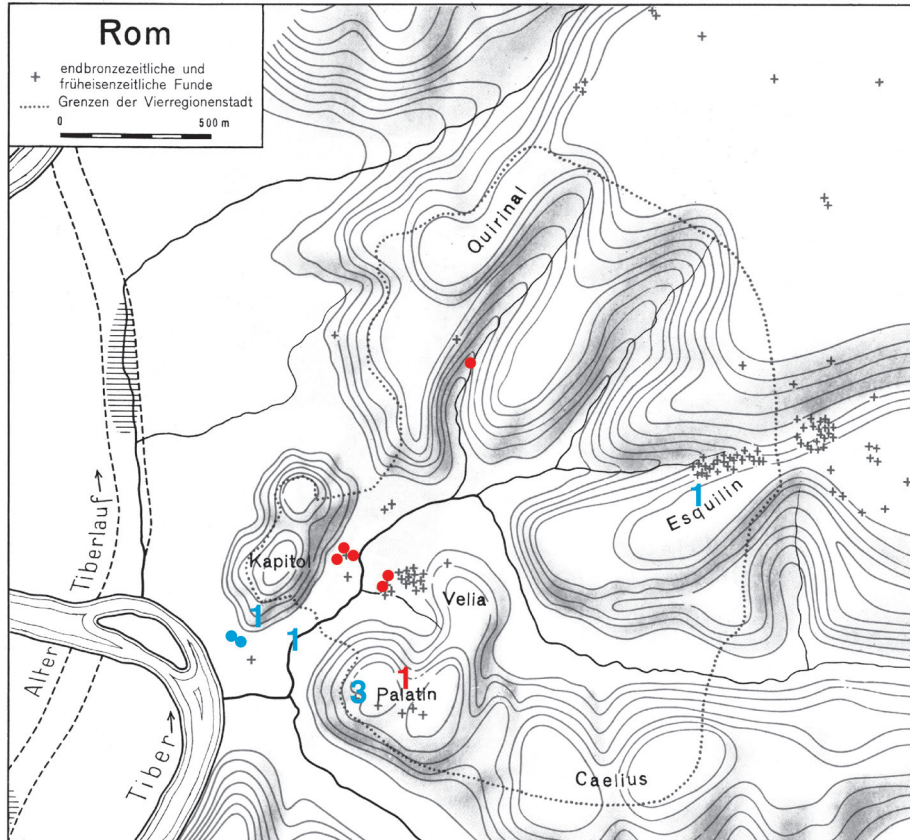 Rom
+ endbronzezeitliche und
früheisenzeitliche Funde
Grenzen der Vierregionenstadt
0 500 m
Quirinal
1
Esquilin
Kapitol
Velia
1
1
1
3
Palatin
Caelius
Alter Tiberlauf→
Tiber→